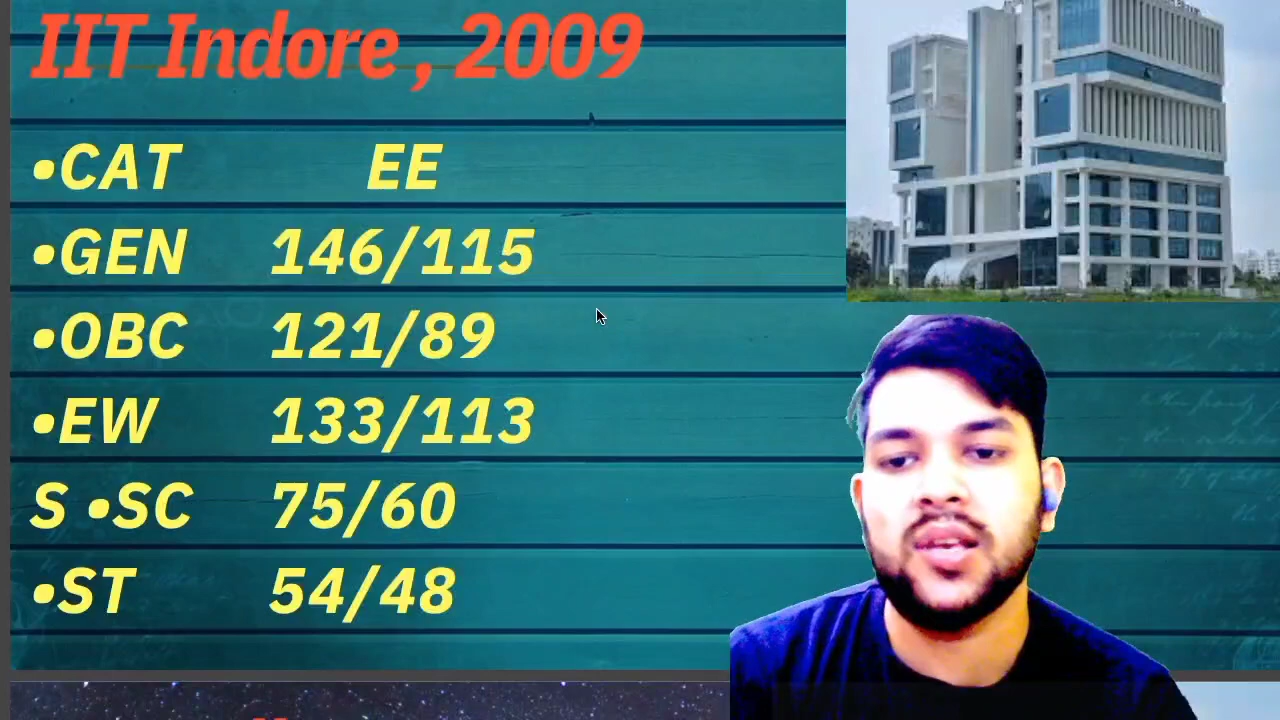 IIT Indore , 2009
•CAT EE
•GEN 146/115
•OBC 121/89
•EW 133/113
S •SC 75/60
•ST 54/48